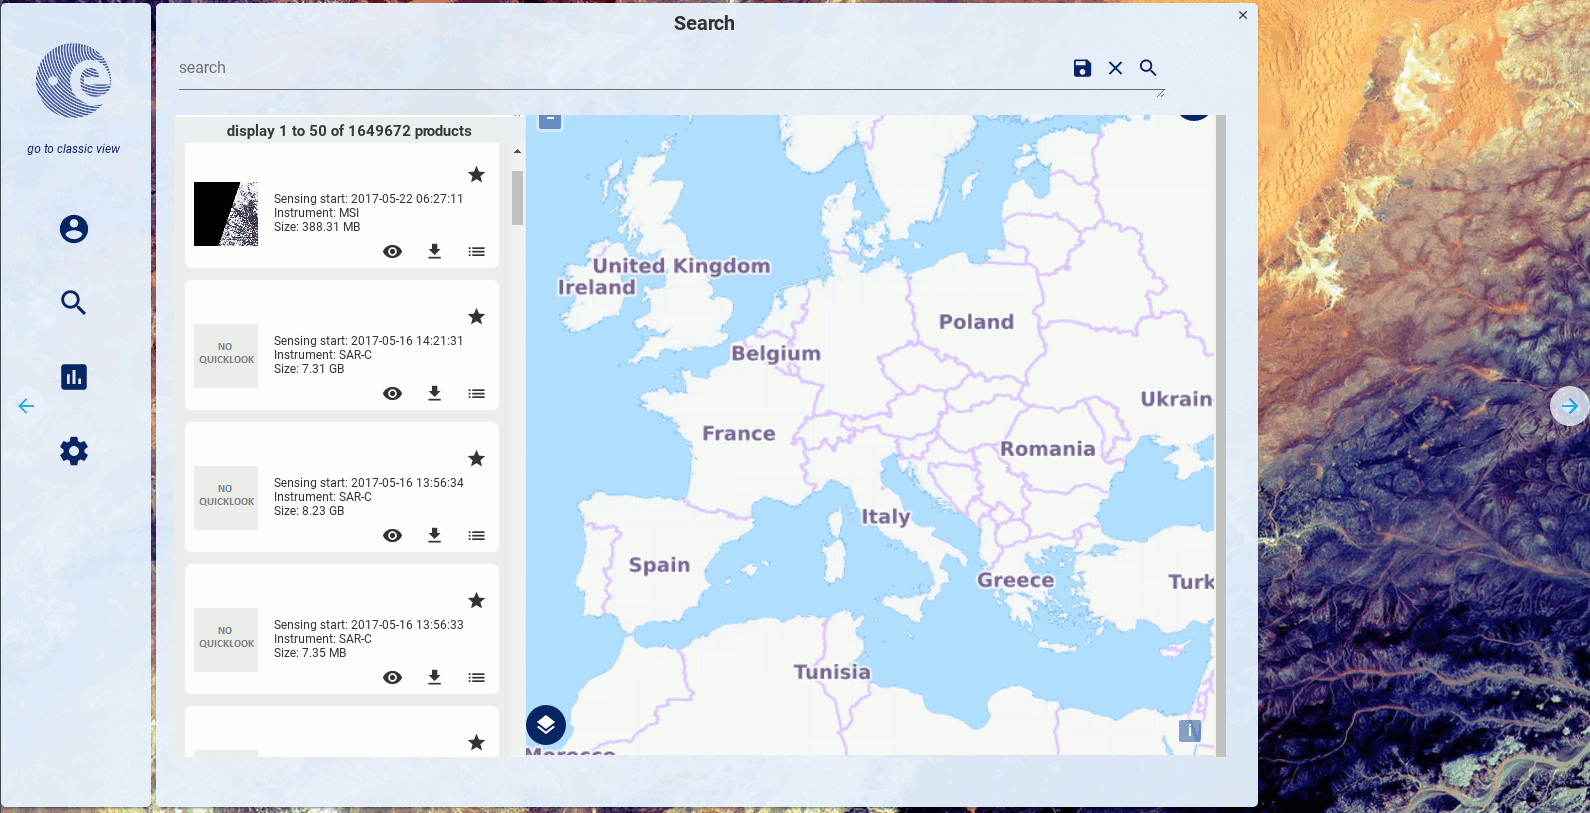 Search
search
go to classic view
display 1 to 50 of 1649672 products
Sensing start: 2017-05-22 06:27:11
Instrument: MSI
Size: 388.31 MB
NO
QUICKLOOK
Sensing start: 2017-05-16 14:21:31
Instrument: SAR-C
Size: 7.31 GB
NO
QUICKLOOK
Sensing start: 2017-05-16 13:56:34
Instrument: SAR-C
Size: 8.23 GB
NO
QUICKLOOK
Sensing start: 2017-05-16 13:56:33
Instrument: SAR-C
Size: 7.35 MB
United Kingdom
Ireland
Poland
Belgium
Ukrain
France
Romania
Italy
Spain
Greece
Turk
Tunisia
Morocco
i